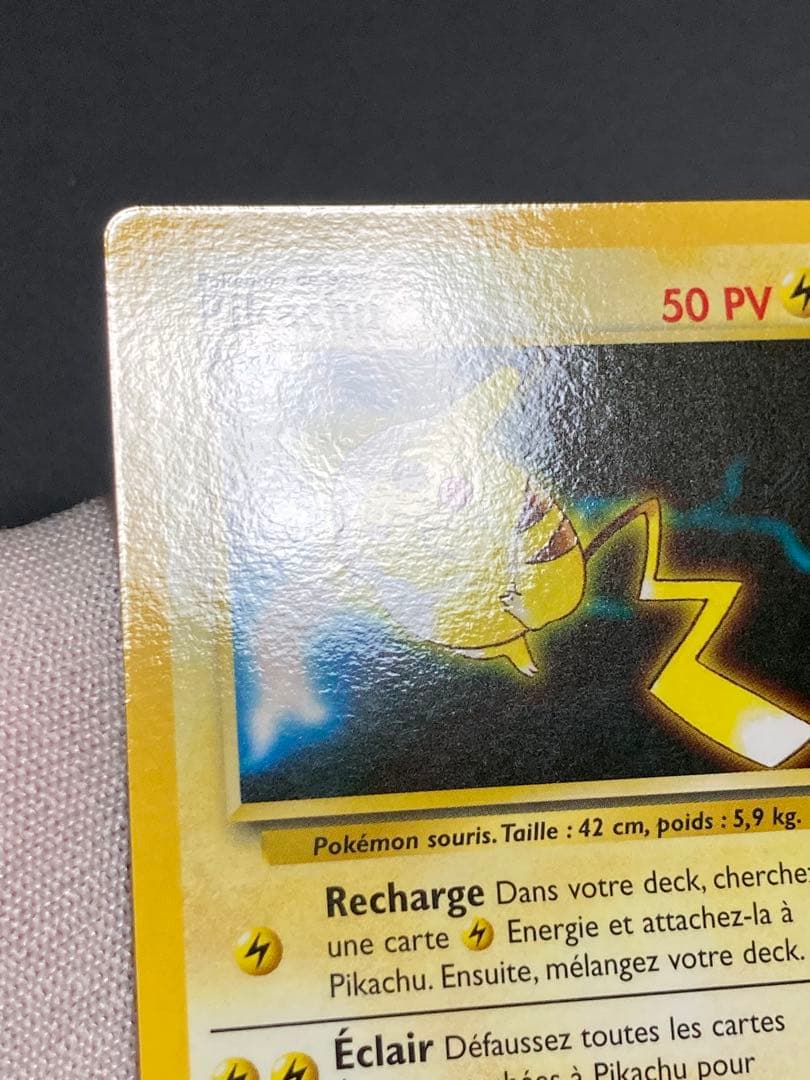 50 PV
Pokémon souris. Taille : 42 cm, poids : 5,9 kg.
Recharge Dans votre deck, cherchez
une carte Energie et attachez-la à
Pikachu. Ensuite, mélangez votre deck.
Éclair Défaussez toutes les cartes
à Pikachu pour